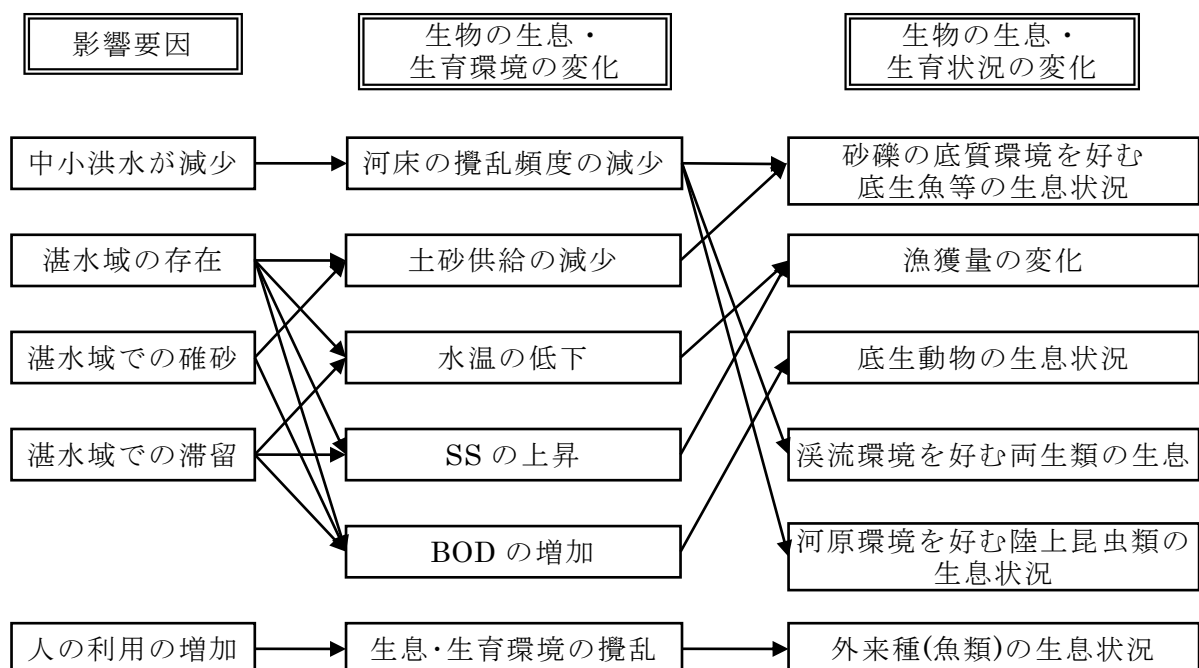 影響要因
生物の生息・
生育環境の変化
生物の生息・
生育状況の変化
中小洪水が減少
河床の攪乱頻度の減少
砂礫の底質環境を好む
底生魚等の生息状況
湛水域の存在
土砂供給の減少
漁獲量の変化
湛水域での碓砂
水温の低下
底生動物の生息状況
湛水域での滞留
SS の上昇
渓流環境を好む両生類の生息
BOD の増加
河原環境を好む陸上昆虫類の
生息状況
人の利用の増加
生息・生育環境の攪乱
外来種(魚類)の生息状況